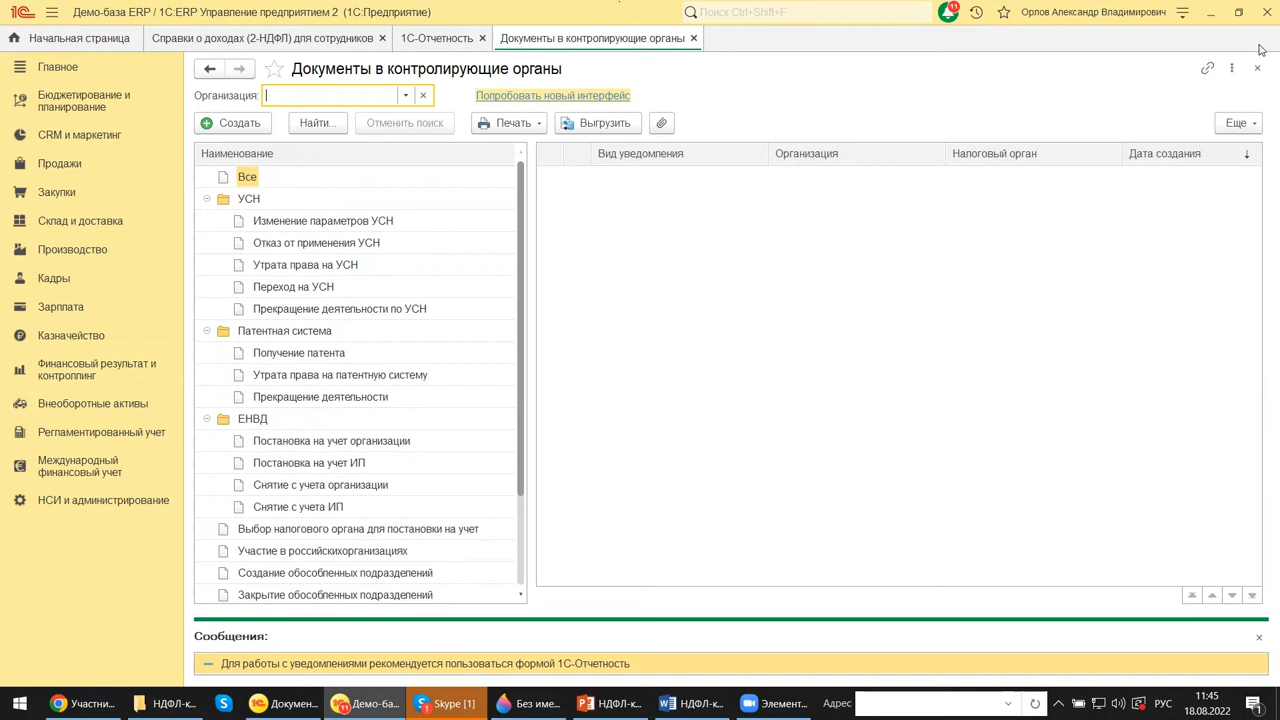 Демо-база ERP / 1С:ERP Управление предприятием 2 (1С:Предприятие)
Поиск Ctrl+Shift+F
11
Орлов Александр Владимирович
Начальная страница
Справки о доходах (2-НДФЛ) для сотрудников
1С-Отчетность
Документы в контролирующие органы
Главное
Бюджетирование и
планирование
CRM и маркетинг
Продажи
Закупки
Склад и доставка
Производство
Кадры
Зарплата
Казначейство
Финансовый результат и
контроллинг
Внеоборотные активы
Регламентированный учет
Международный
финансовый учет
НСИ и администрирование
Документы в контролирующие органы
Организация:
Попробовать новый интерфейс
Создать
Найти...
Отменить поиск
Печать
Выгрузить
Еще
Наименование
Все
УСН
Изменение параметров УСН
Отказ от применения УСН
Утрата права на УСН
Переход на УСН
Прекращение деятельности по УСН
Патентная система
Получение патента
Утрата права на патентную систему
Прекращение деятельности
ЕНВД
Постановка на учет организации
Постановка на учет ИП
Снятие с учета организации
Снятие с учета ИП
Выбор налогового органа для постановки на учет
Участие в российскихорганизациях
Создание обособленных подразделений
Закрытие обособленных подразделений
Вид уведомления
Организация
Налоговый орган
Дата создания
Сообщения:
Для работы с уведомлениями рекомендуется пользоваться формой 1С-Отчетность
Участни...
НДФЛ-к...
Докумен...
Демо-ба...
Skype [1]
Без име...
НДФЛ-к...
НДФЛ-к...
Элемент...
Адрес
РУС
11:45
18.08.2022